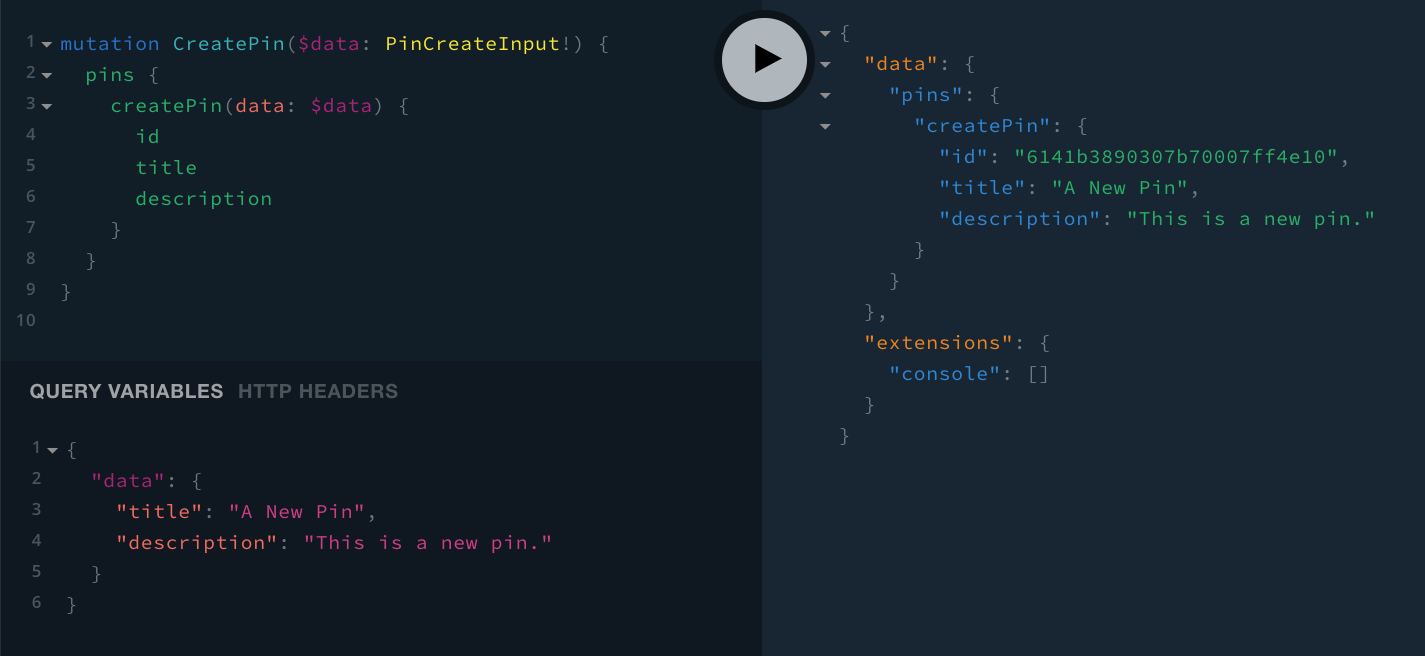 1 mutation CreatePin($data: PinCreateInput!) {
2   pins {
3     createPin(data: $data) {
4       id
5       title
6       description
7     }
8   }
9 }
10
QUERY VARIABLES HTTP HEADERS
1 {
2   "data": {
3     "title": "A New Pin",
4     "description": "This is a new pin."
5   }
6 }
{
  "data": {
    "pins": {
      "createPin": {
        "id": "6141b3890307b70007ff4e10",
        "title": "A New Pin",
        "description": "This is a new pin."
      }
    }
  },
  "extensions": {
    "console": []
  }
}